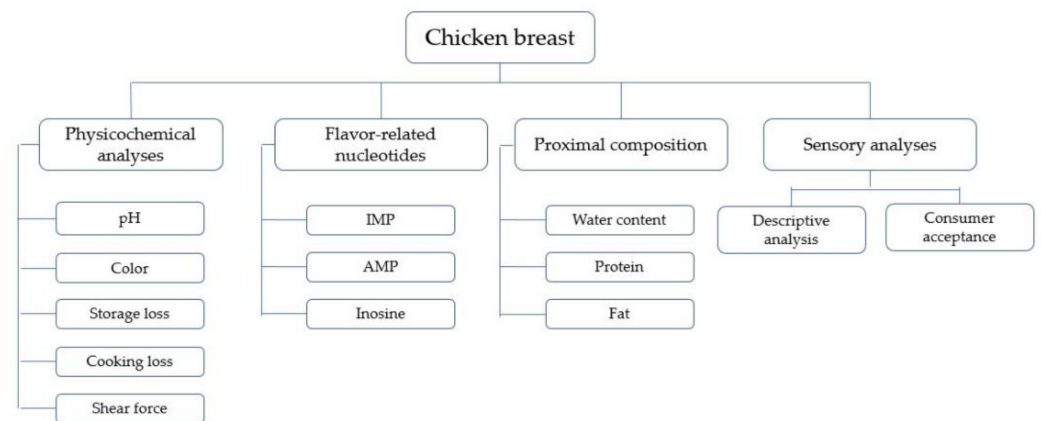 Chicken breast
Physicochemical
analyses
Flavor-related
nucleotides
Proximal composition
Sensory analyses
pH
Color
Storage loss
Cooking loss
Shear force
IMP
AMP
Inosine
Water content
Protein
Fat
Descriptive
analysis
Consumer
acceptance